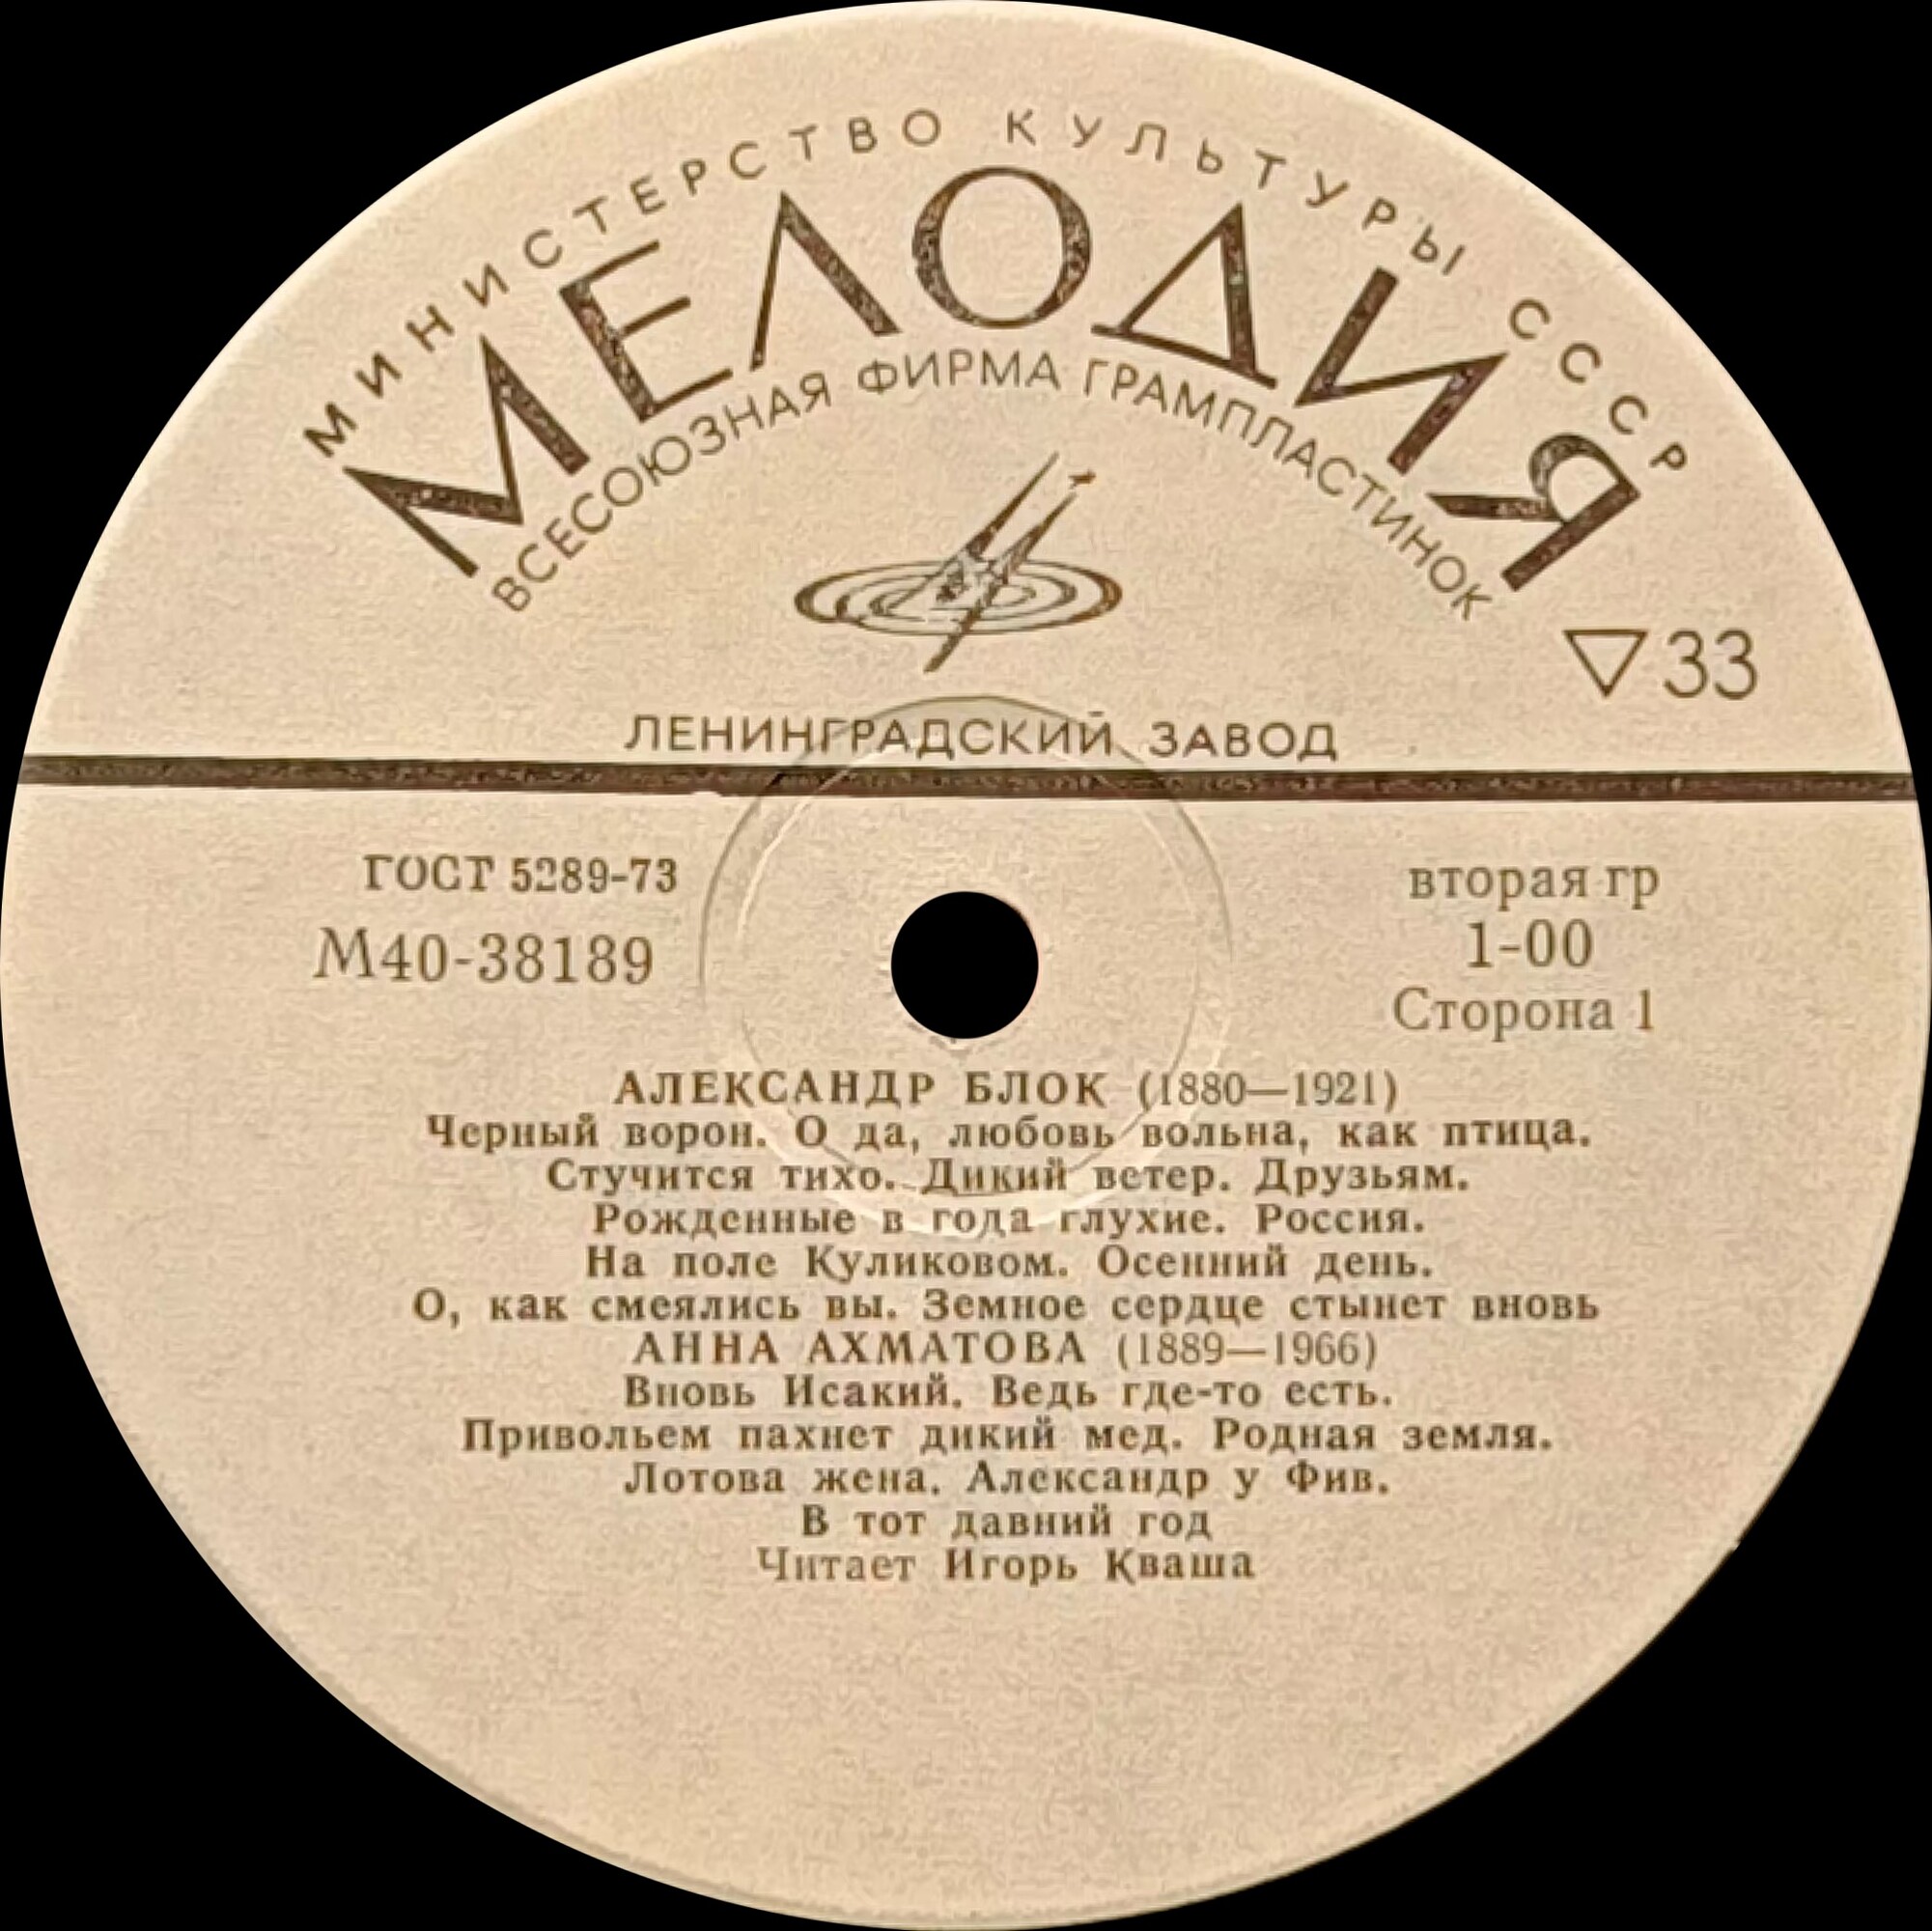 МИНИСТЕРСТВО КУЛЬТУРЫ СССР
МЕЛОДИЯ
ВСЕСОЮЗНАЯ ФИРМА ГРАМПЛАСТИНОК
33
ЛЕНИНГРАДСКИЙ ЗАВОД
ГОСТ 5289-73
М40-38189
вторая гр
1-00
Сторона 1
АЛЕКСАНДР БЛОК (1880—1921)
Черный ворон. О да, любовь вольна, как птица.
Стучится тихо. Дикий ветер. Друзьям.
Рожденные в года глухие. Россия.
На поле Куликовом. Осенний день.
О, как смеялись вы. Земное сердце стынет вновь
АННА АХМАТОВА (1889—1966)
Вновь Исакий. Ведь где-то есть.
Привольем пахнет дикий мед. Родная земля.
Лотова жена. Александр у Фив.
В тот давний год
Читает Игорь Кваша